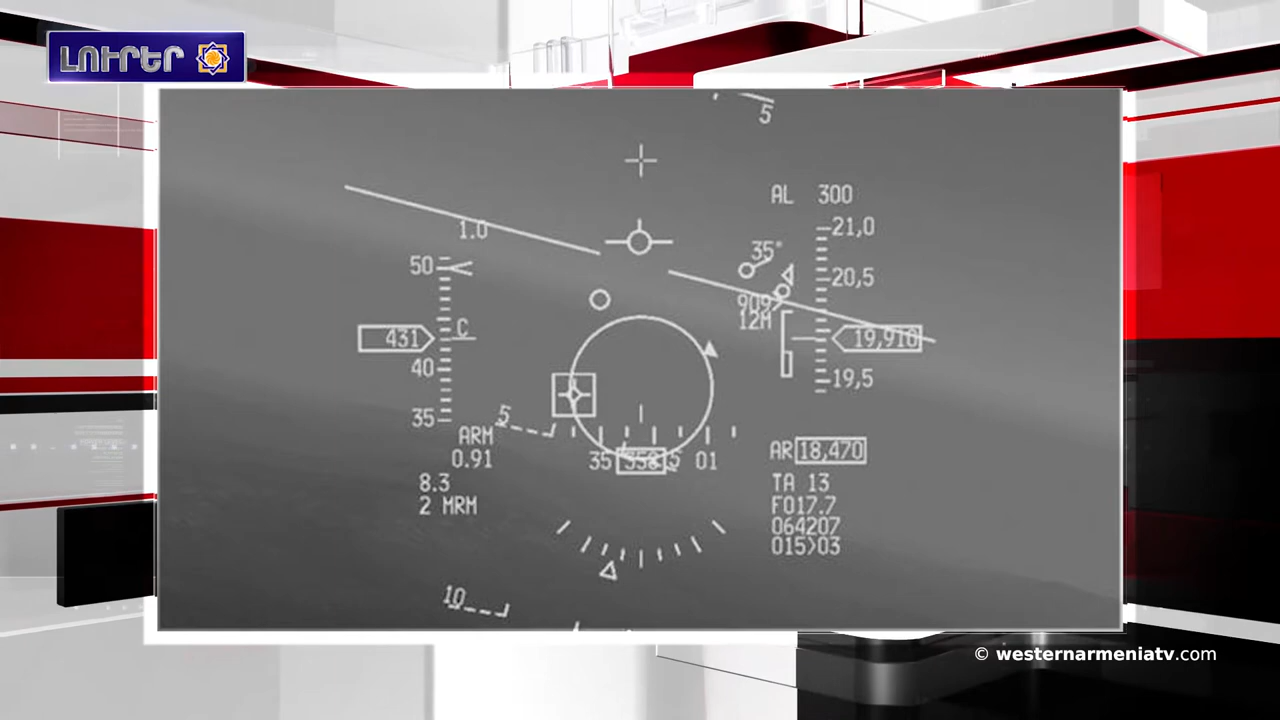 ԼՈՒՐԵՐ
5
AL 300
21,0
1.0
35°
50
20,5
909
12M
431
C
19,910
40
19,5
35
5
ARM
0.91
35 01
AR 18,470
8.3
2 MRM
TA 13
F017.7
064207
015>03
10
© westernarmeniatv.com